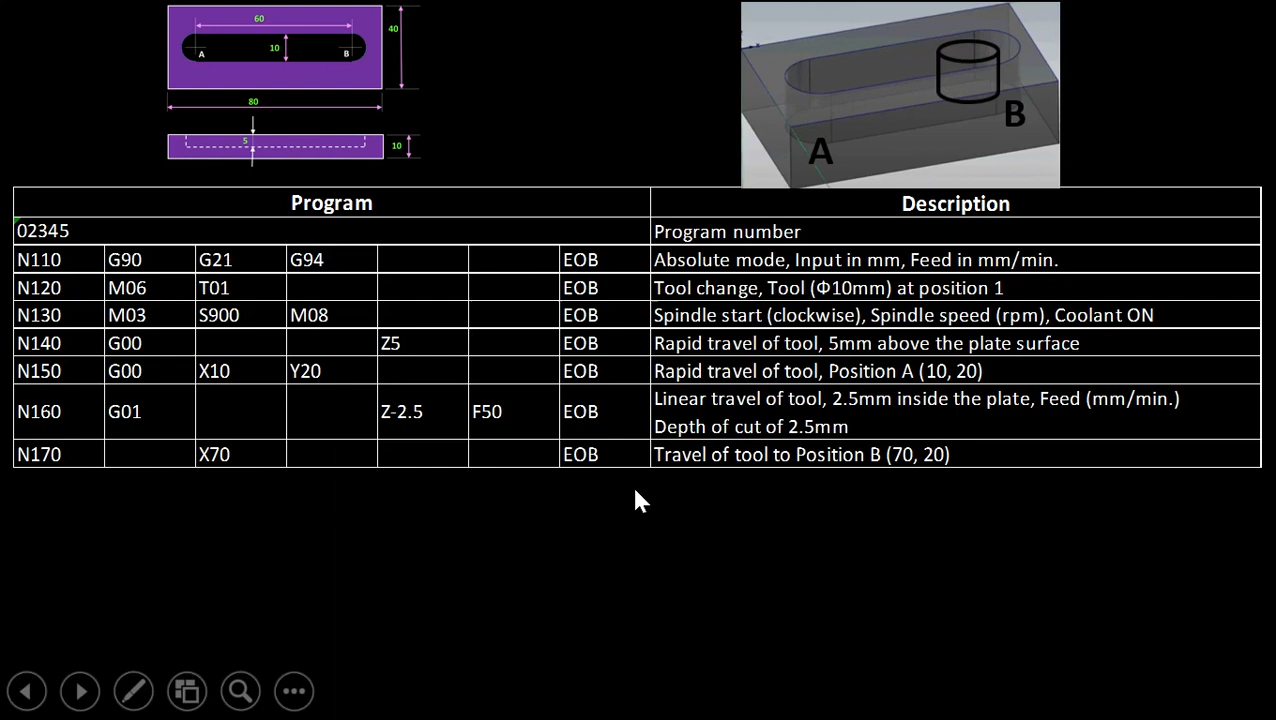 60
40
10
A
B
80
5
10
A
B
Program Description
02345 Program number
N110 G90 G21 G94 EOB Absolute mode, Input in mm, Feed in mm/min.
N120 M06 T01 EOB Tool change, Tool (Φ10mm) at position 1
N130 M03 S900 M08 EOB Spindle start (clockwise), Spindle speed (rpm), Coolant ON
N140 G00 Z5 EOB Rapid travel of tool, 5mm above the plate surface
N150 G00 X10 Y20 EOB Rapid travel of tool, Position A (10, 20)
N160 G01 Z-2.5 F50 EOB Linear travel of tool, 2.5mm inside the plate, Feed (mm/min.)
Depth of cut of 2.5mm
N170 X70 EOB Travel of tool to Position B (70, 20)